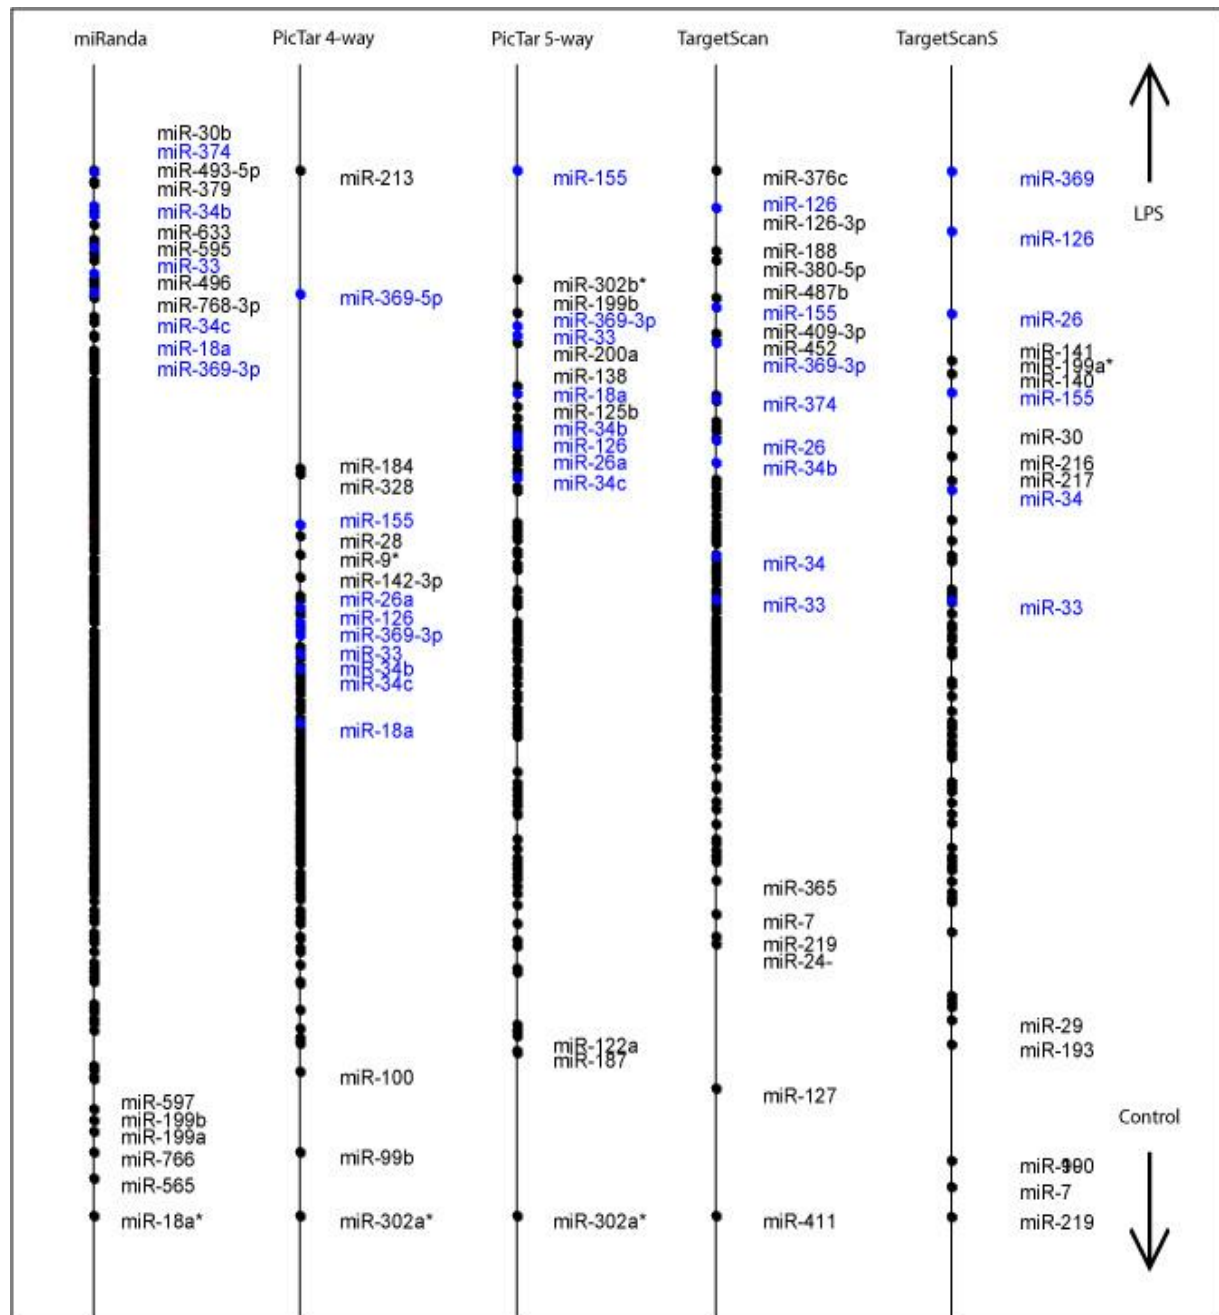 miRanda
PicTar 4-way
PicTar 5-way
TargetScan
TargetScanS
miR-30b
miR-374
miR-493-5p
miR-379
miR-34b
miR-633
miR-595
miR-33
miR-496
miR-768-3p
miR-34c
miR-18a
miR-369-3p
miR-597
miR-199b
miR-199a
miR-766
miR-565
miR-18a*
miR-213
miR-369-5p
miR-184
miR-328
miR-155
miR-28
miR-9*
miR-142-3p
miR-26a
miR-126
miR-369-3p
miR-33
miR-34b
miR-34c
miR-18a
miR-100
miR-99b
miR-302a*
miR-155
miR-302b*
miR-199b
miR-369-3p
miR-33
miR-200a
miR-138
miR-18a
miR-125b
miR-34b
miR-126
miR-26a
miR-34c
miR-122a
miR-187
miR-302a*
miR-376c
miR-126
miR-126-3p
miR-188
miR-380-5p
miR-487b
miR-155
miR-409-3p
miR-452
miR-369-3p
miR-374
miR-26
miR-34b
miR-34
miR-33
miR-365
miR-7
miR-219
miR-24-
miR-127
miR-411
miR-369
miR-126
miR-26
miR-141
miR-199a*
miR-140
miR-155
miR-30
miR-216
miR-217
miR-34
miR-33
miR-29
miR-193
miR-7
miR-219
LPS
Control